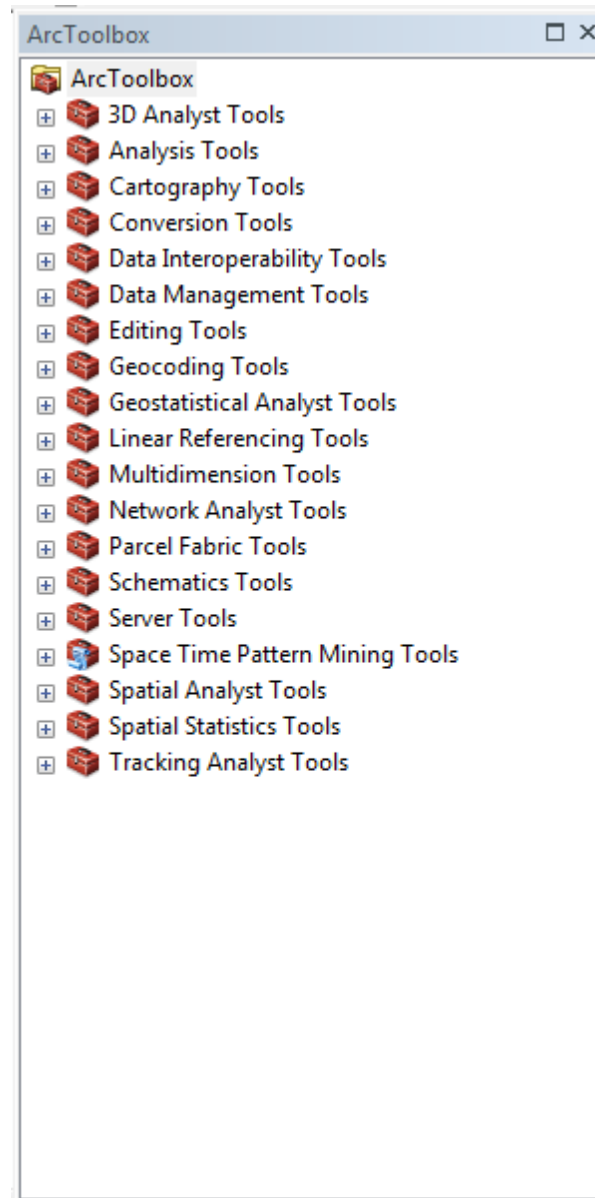 ArcToolbox
ArcToolbox
3D Analyst Tools
Analysis Tools
Cartography Tools
Conversion Tools
Data Interoperability Tools
Data Management Tools
Editing Tools
Geocoding Tools
Geostatistical Analyst Tools
Linear Referencing Tools
Multidimension Tools
Network Analyst Tools
Parcel Fabric Tools
Schematics Tools
Server Tools
Space Time Pattern Mining Tools
Spatial Analyst Tools
Spatial Statistics Tools
Tracking Analyst Tools